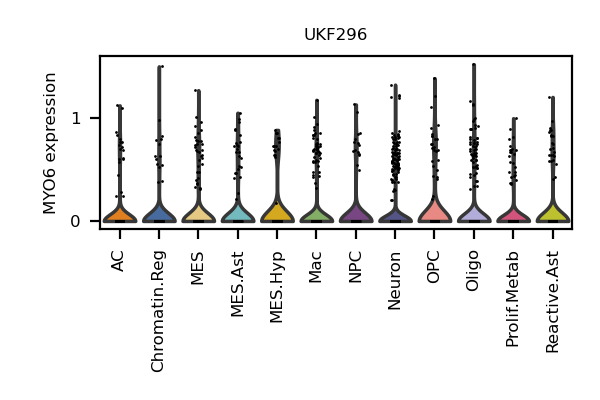 UKF296
MYO6 expression
1
0
AC
Chromatin.Reg
MES
MES.Ast
MES.Hyp
Mac
NPC
Neuron
OPC
Oligo
Prolif.Metab
Reactive.Ast